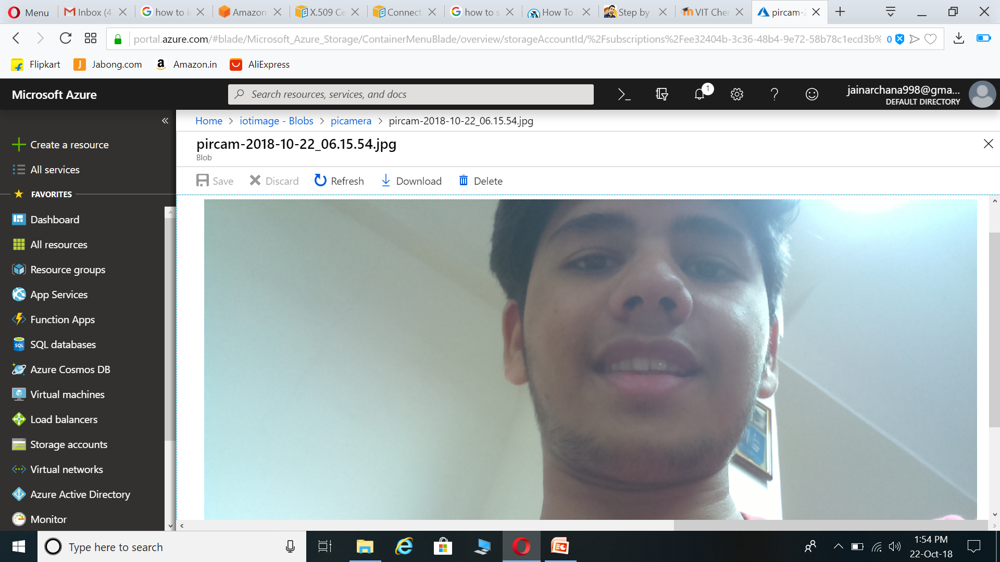 Menu
Inbox (4
how to i
Amazon
X.509 Ce
Connect
how to s
How To
Step by
VIT Che
pircam-2
portal.azure.com/#blade/Microsoft_Azure_Storage/ContainerMenuBlade/overview/storageAccountId/%2Fsubscriptions%2Fee32404b-3c36-48b4-9e72-58b78c1ecd3b%
0
Flipkart
Jabong.com
Amazon.in
AliExpress
Microsoft Azure
Search resources, services, and docs
1
jainarchana998@gma...
DEFAULT DIRECTORY
Home > iotimage - Blobs > picamera > pircam-2018-10-22_06.15.54.jpg
pircam-2018-10-22_06.15.54.jpg
Blob
Save
Discard
Refresh
Download
Delete
Create a resource
All services
FAVORITES
Dashboard
All resources
Resource groups
App Services
Function Apps
SQL databases
Azure Cosmos DB
Virtual machines
Load balancers
Storage accounts
Virtual networks
Azure Active Directory
Monitor
Type here to search
1:54 PM
22-Oct-18